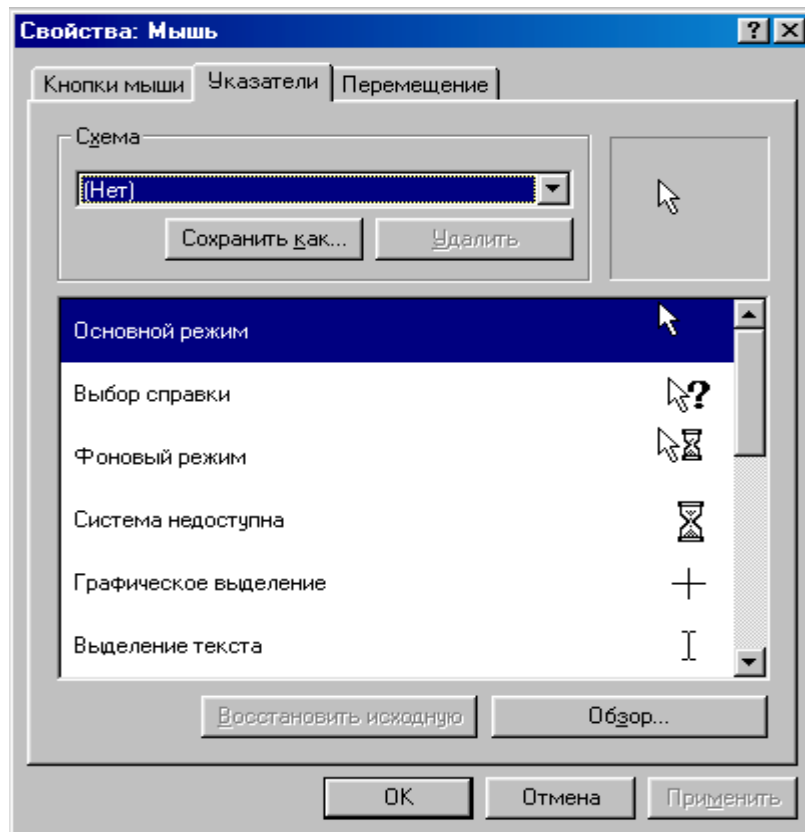 Свойства: Мышь
Кнопки мыши Указатели Перемещение
Схема
(Нет)
Сохранить как... Удалить
Основной режим
Выбор справки
Фоновый режим
Система недоступна
Графическое выделение
Выделение текста
Восстановить исходную Обзор...
OK Отмена Применить